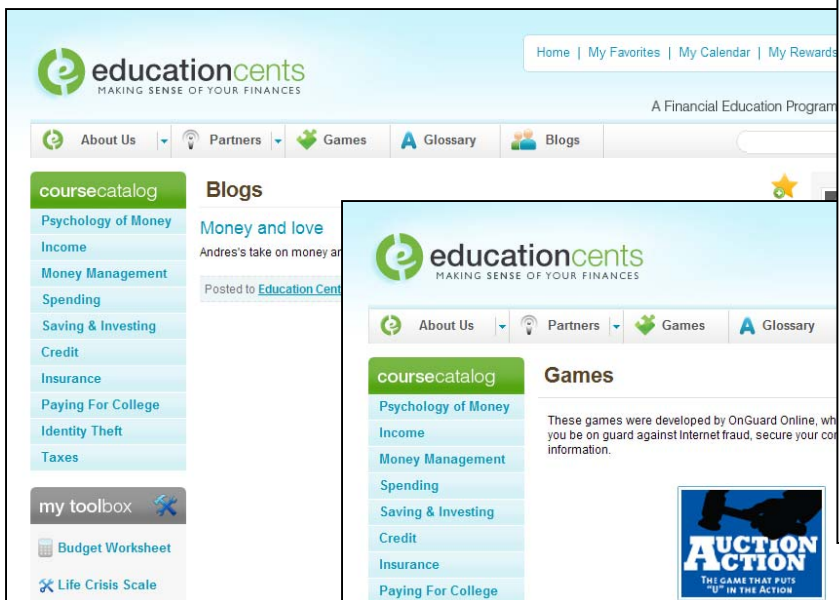 Home | My Favorites | My Calendar | My Rewards
educationcents
MAKING SENSE OF YOUR FINANCES
A Financial Education Program
About Us Partners Games Glossary Blogs
coursecatalog
Psychology of Money
Income
Money Management
Spending
Saving & Investing
Credit
Insurance
Paying For College
Identity Theft
Taxes
my toolbox
Budget Worksheet
Life Crisis Scale
Blogs
Money and love
Andres's take on money
Posted to Education
educationcents
MAKING SENSE OF YOUR FINANCES
About Us Partners Games Glossary
coursecatalog
Psychology of Money
Income
Money Management
Spending
Saving & Investing
Credit
Insurance
Paying For College
Games
These games were developed by OnGuard Online,
you be on guard against Internet fraud, secure your
information.
AUCTION
ACTION
THE GAME THAT PUTS
"U" IN THE ACTION